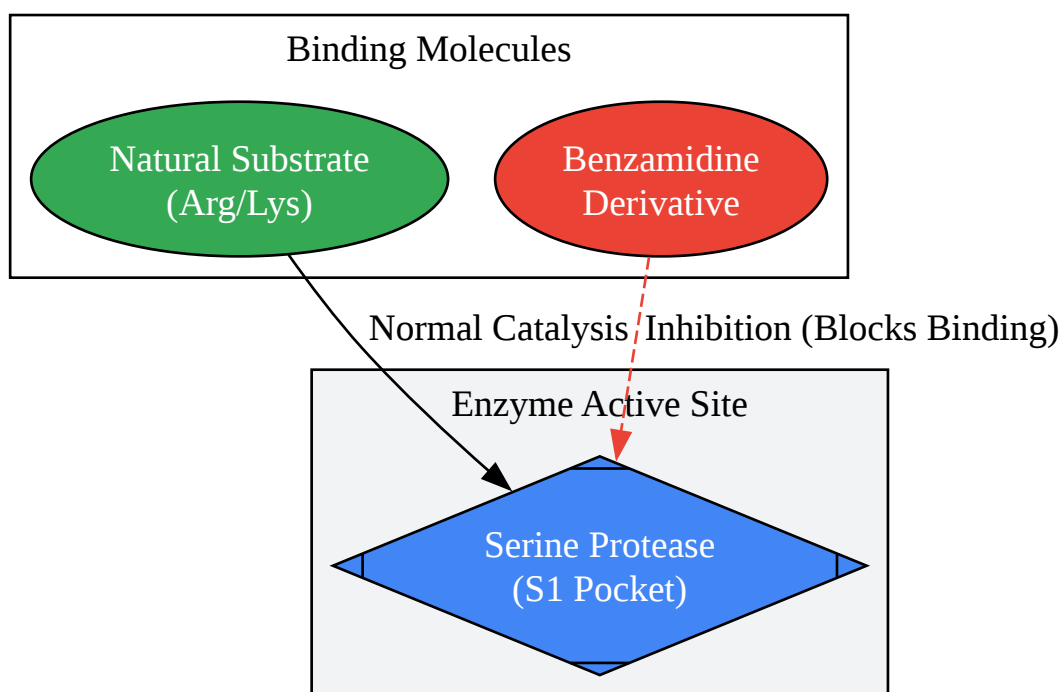 Binding Molecules
Natural Substrate
(Arg/Lys)
Benzamidine
Derivative
Normal Catalysis
Inhibition (Blocks Binding)
Enzyme Active Site
Serine Protease
(S1 Pocket)